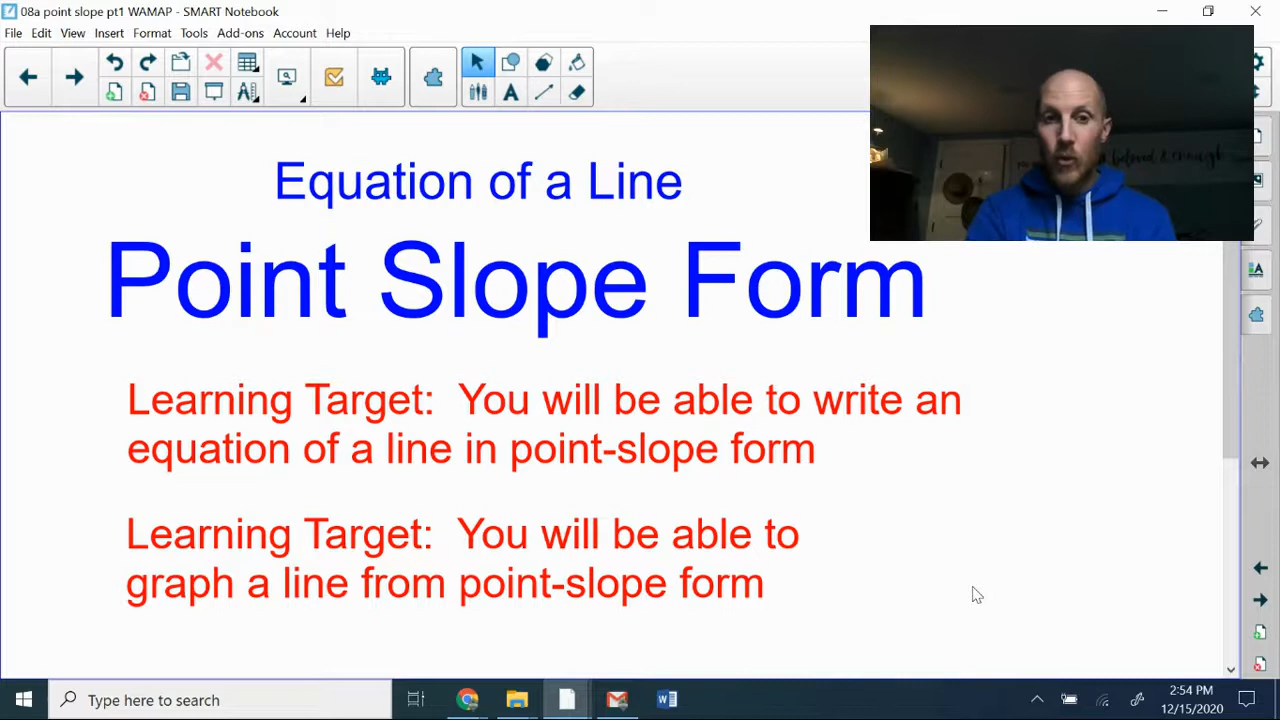 08a point slope pt1 WAMAP - SMART Notebook
File Edit View Insert Format Tools Add-ons Account Help
beloved & enough
Equation of a Line
Point Slope Form
Learning Target:  You will be able to write an
equation of a line in point-slope form
Learning Target:  You will be able to
graph a line from point-slope form
Type here to search
2:54 PM
12/15/2020